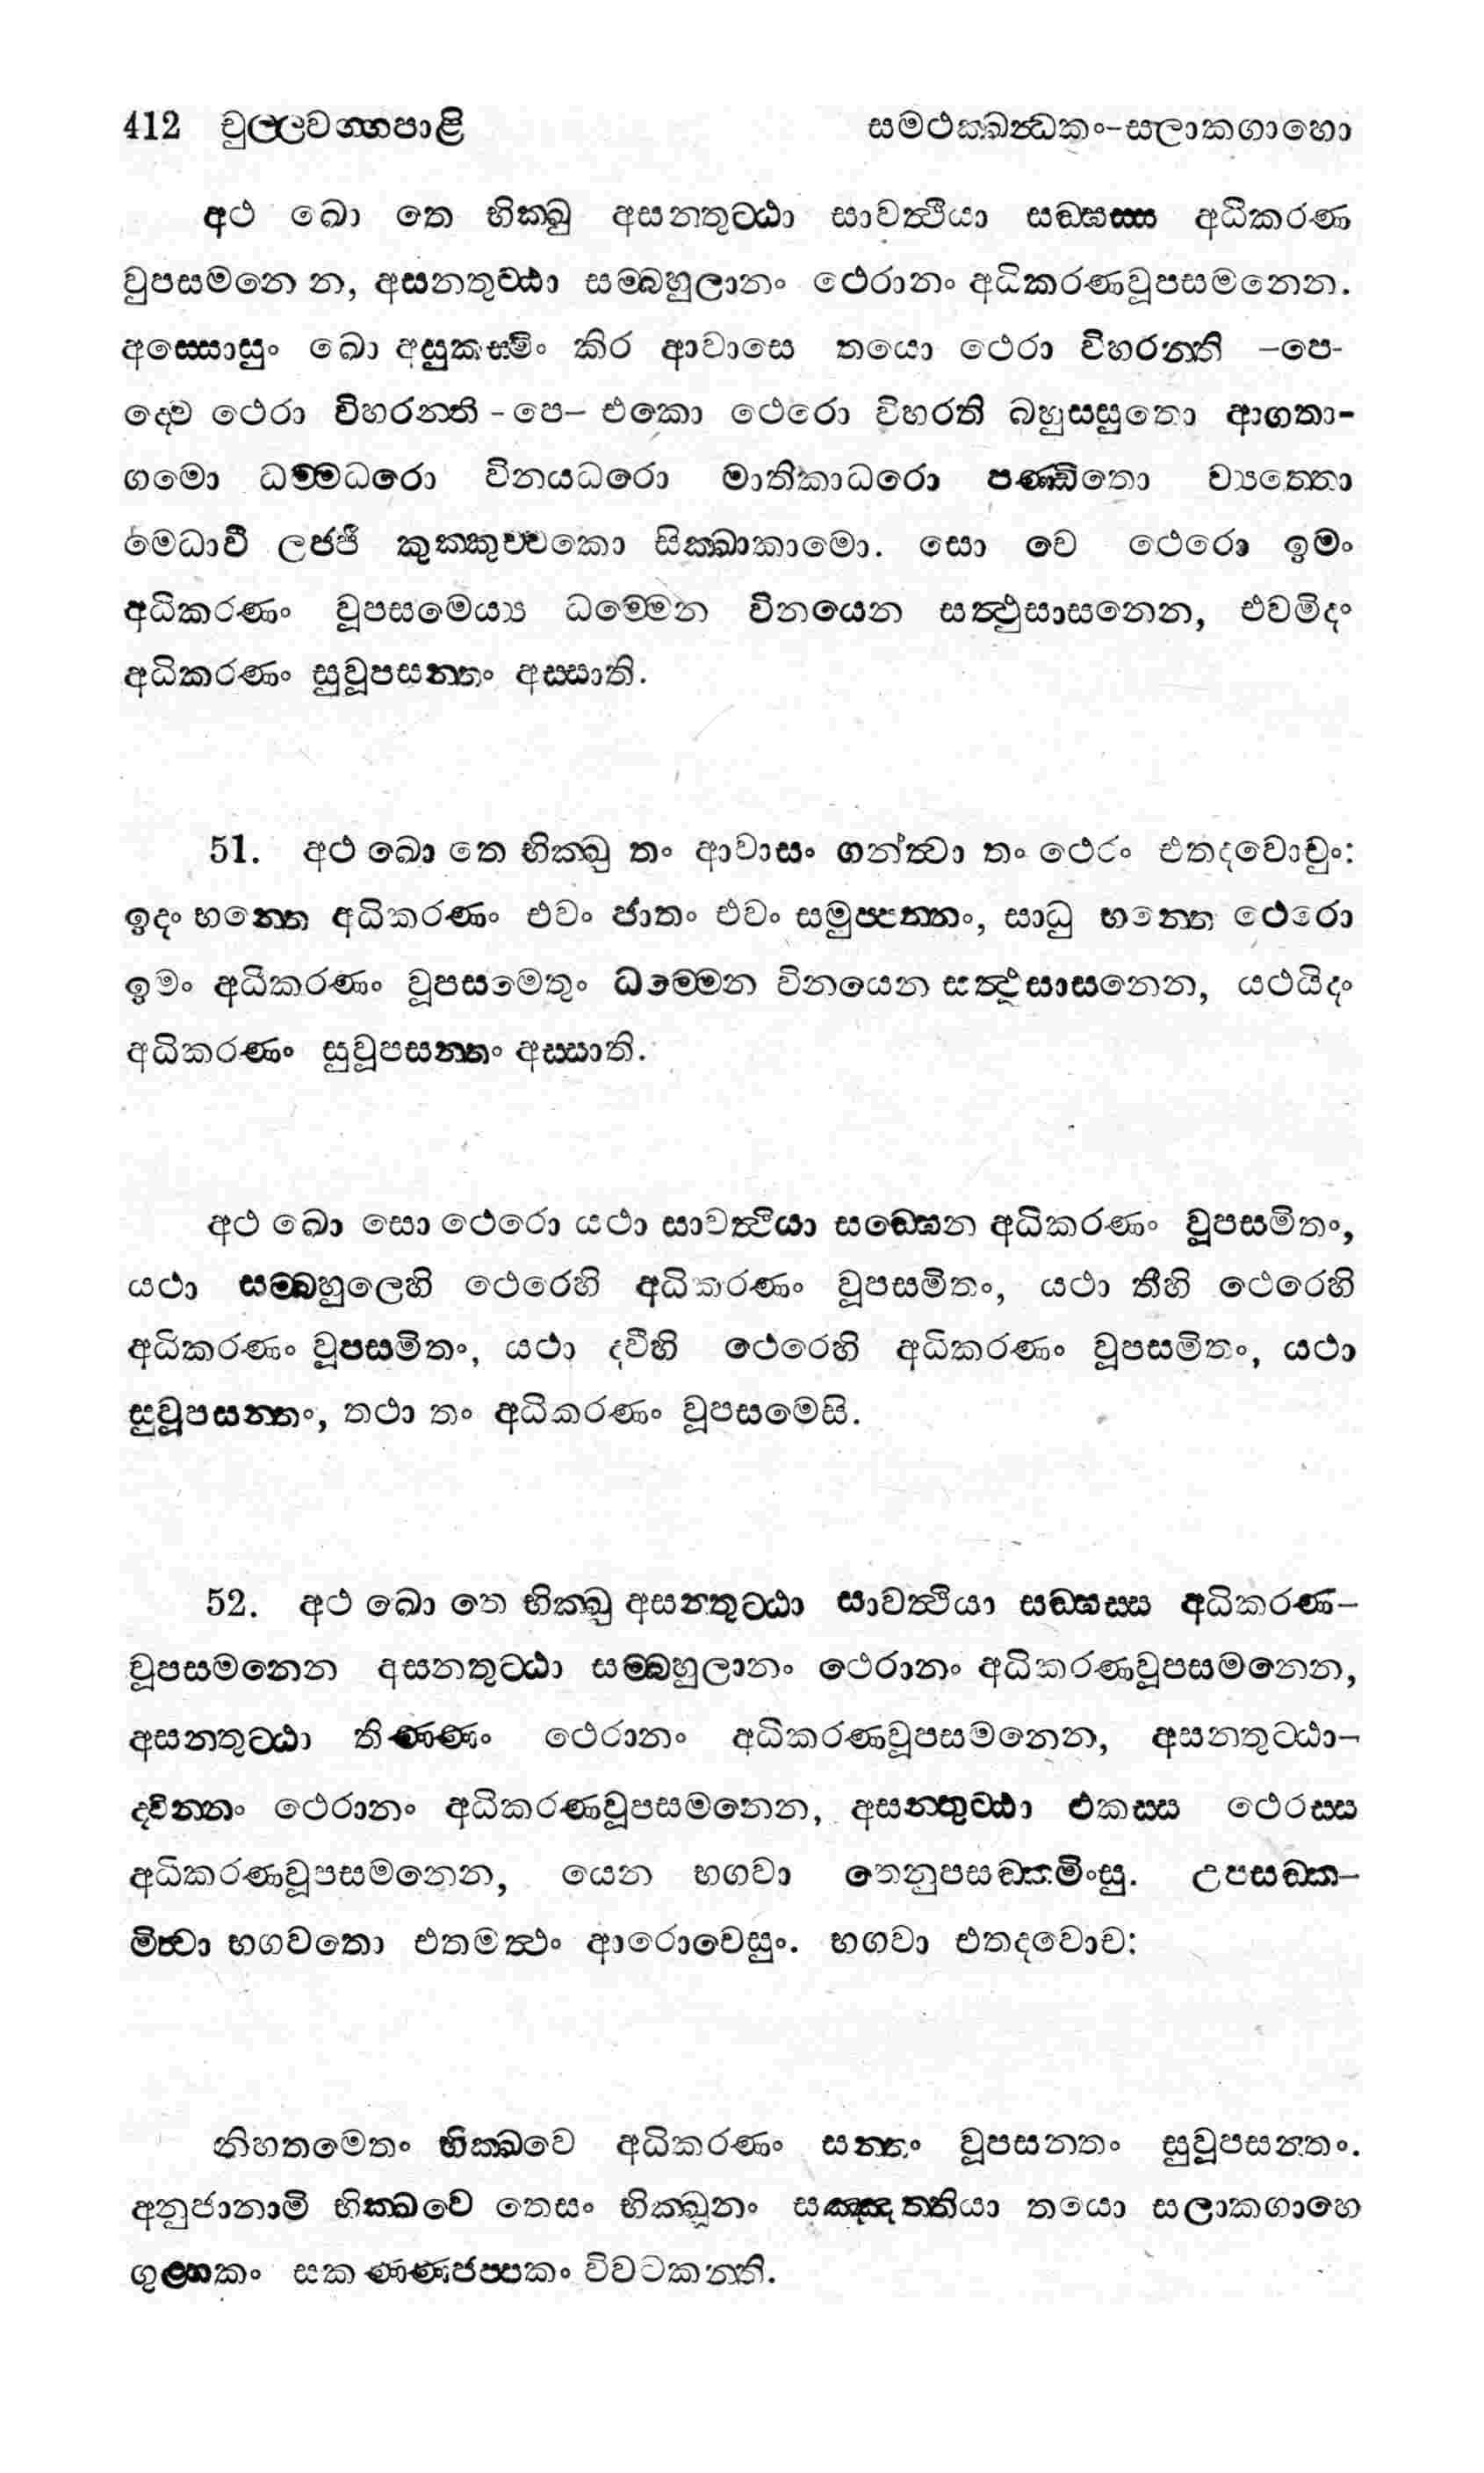 412 චුල්ලවග්ගපාළි සමථක්ඛන්ධකං-සලාකගාහො
අථ ඛො තෙ භික්ඛු අසන්තුට්ඨා සාවත්ථියා සඞ්ඝස්ස අධිකරණ
වුපසමනෙ න, අසන්තුට්ඨා සම්බහුලානං ථෙරානං අධිකරණවූපසමනෙන.
අස්සොසුං ඛො අසුකස්මිං කිර ආවාසෙ තයො ථෙරා විහරන්ති -පෙ-
ද්වෙ ථෙරා විහරන්ති - පෙ- එකො ථෙරො විහරති බහුස්සුතො ආගතා-
ගමො ධම්මධරො විනයධරො මාතිකාධරො පණ්ඩිතො ව්‍යත්තො
මෙධාවී ලජ්ජී කුක්කුච්චකො සික්ඛාකාමො. සො චෙ ථෙරො ඉමං
අධිකරණං වූපසමෙය්‍ය ධම්මෙන විනයෙන සත්ථුසාසනෙන, එවමිදං
අධිකරණං සුවූපසන්තං අස්සාති.
51. අථ ඛො තෙ භික්ඛු තං ආවාසං ගන්ත්වා තං ථෙරං එතදවොචුං:
ඉදං භන්තෙ අධිකරණං එවං ජාතං එවං සමුප්පන්නං, සාධු භන්තෙ ථෙරො
ඉමං අධිකරණං වූපසමෙතුං ධම්මෙන විනයෙන සත්ථුසාසනෙන, යථයිදං
අධිකරණං සුවූපසන්තං අස්සාති.
අථ ඛො සො ථෙරො යථා සාවත්ථියා සඞ්ඝෙන අධිකරණං වූපසමිතං,
යථා සම්බහුලෙහි ථෙරෙහි අධිකරණං වූපසමිතං, යථා තීහි ථෙරෙහි
අධිකරණං වූපසමිතං, යථා ද්වීහි ථෙරෙහි අධිකරණං වූපසමිතං, යථා
සුවූපසන්තං, තථා තං අධිකරණං වූපසමෙසි.
52. අථ ඛො තෙ භික්ඛු අසන්තුට්ඨා සාවත්ථියා සඞ්ඝස්ස අධිකරණ-
වූපසමනෙන අසන්තුට්ඨා සම්බහුලානං ථෙරානං අධිකරණවූපසමනෙන,
අසන්තුට්ඨා තිණ්ණං ථෙරානං අධිකරණවූපසමනෙන, අසන්තුට්ඨා-
ද්වින්නං ථෙරානං අධිකරණවූපසමනෙන, අසන්තුට්ඨා එකස්ස ථෙරස්ස
අධිකරණවූපසමනෙන, යෙන භගවා තෙනුපසඞ්කමිංසු. උපසඞ්ක-
මිත්වා භගවතො එතමත්ථං ආරොචෙසුං. භගවා එතදවොච:
නිහතමෙතං භික්ඛවෙ අධිකරණං සන්තං වූපසන්තං සුවූපසන්තං.
අනුජානාමි භික්ඛවෙ තෙසං භික්ඛූනං සඤ්ඤත්තියා තයො සලාකගාහෙ
ගුළ්හකං සකණ්ණජප්පකං විවටකන්ති.